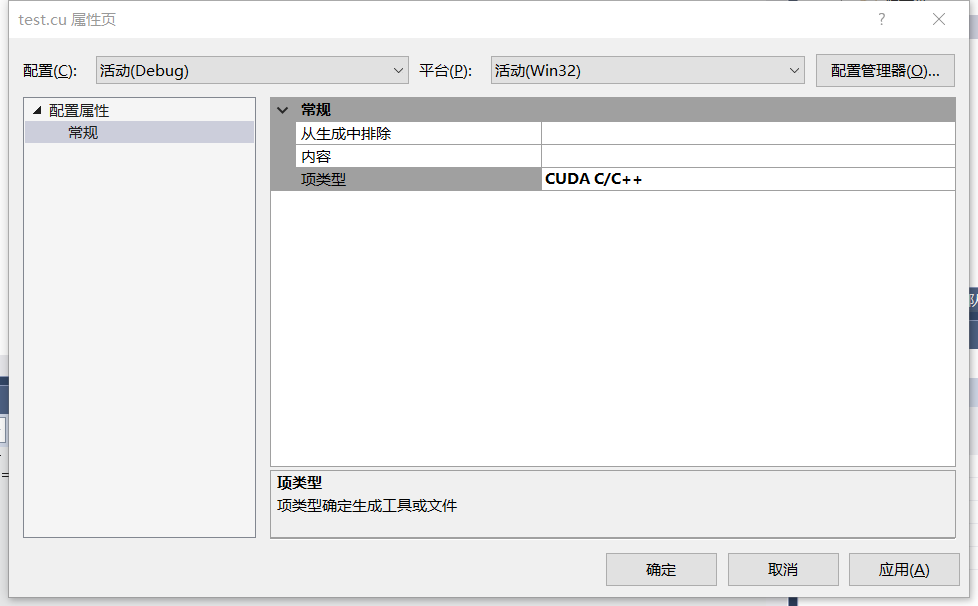 test.cu 属性页
配置(C): 活动(Debug) 平台(P): 活动(Win32) 配置管理器(O)...
配置属性
常规
常规
从生成中排除
内容
项类型 CUDA C/C++
项类型
项类型确定生成工具或文件
确定 取消 应用(A)